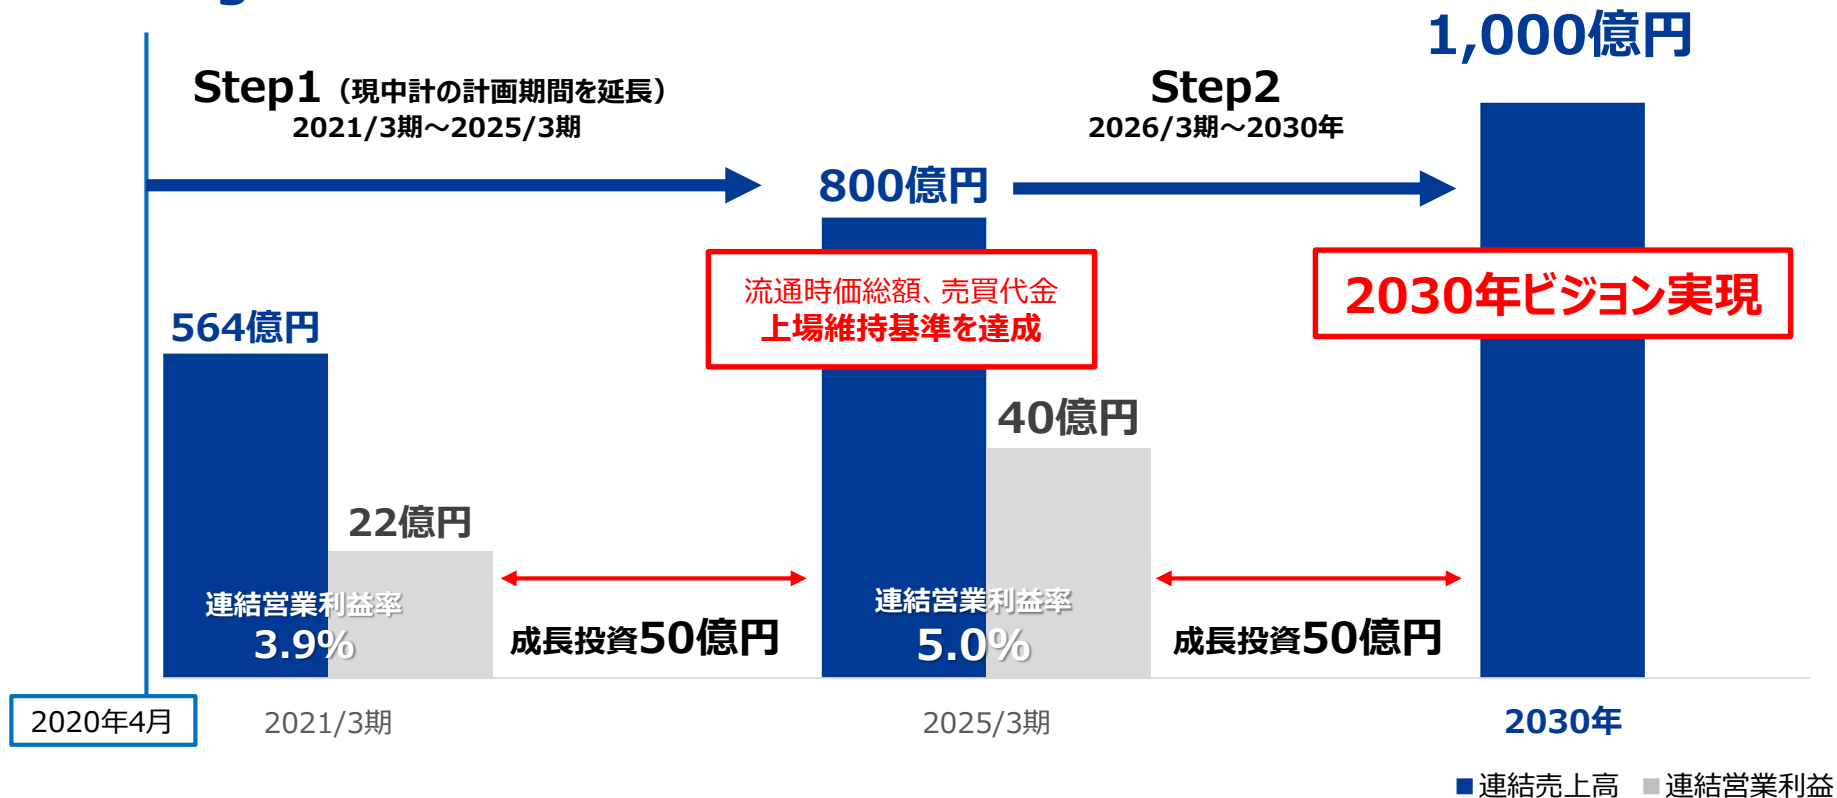 1,000億円
Step1（現中計の計画期間を延長）
2021/3期～2025/3期
Step2
2026/3期～2030年
800億円
流通時価総額、売買代金
上場維持基準を達成
2030年ビジョン実現
564億円
40億円
22億円
連結営業利益率
3.9%
成長投資50億円
連結営業利益率
5.0%
成長投資50億円
2020年4月
2021/3期
2025/3期
2030年
■連結売上高 ■連結営業利益